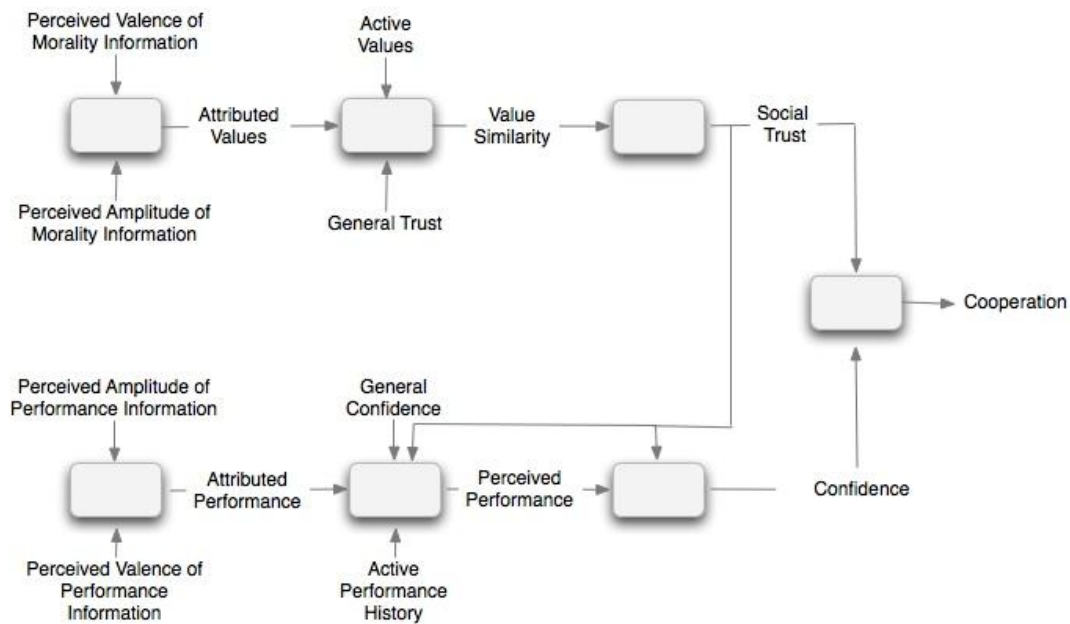 Perceived Valence of
Morality Information
Active
Values
Attributed
Values
Value
Similarity
Social
Trust
Perceived Amplitude of
Morality Information
General Trust
Cooperation
Perceived Amplitude of
Performance Information
General
Confidence
Attributed
Performance
Perceived
Performance
Confidence
Perceived Valence of
Performance
Information
Active
Performance
History